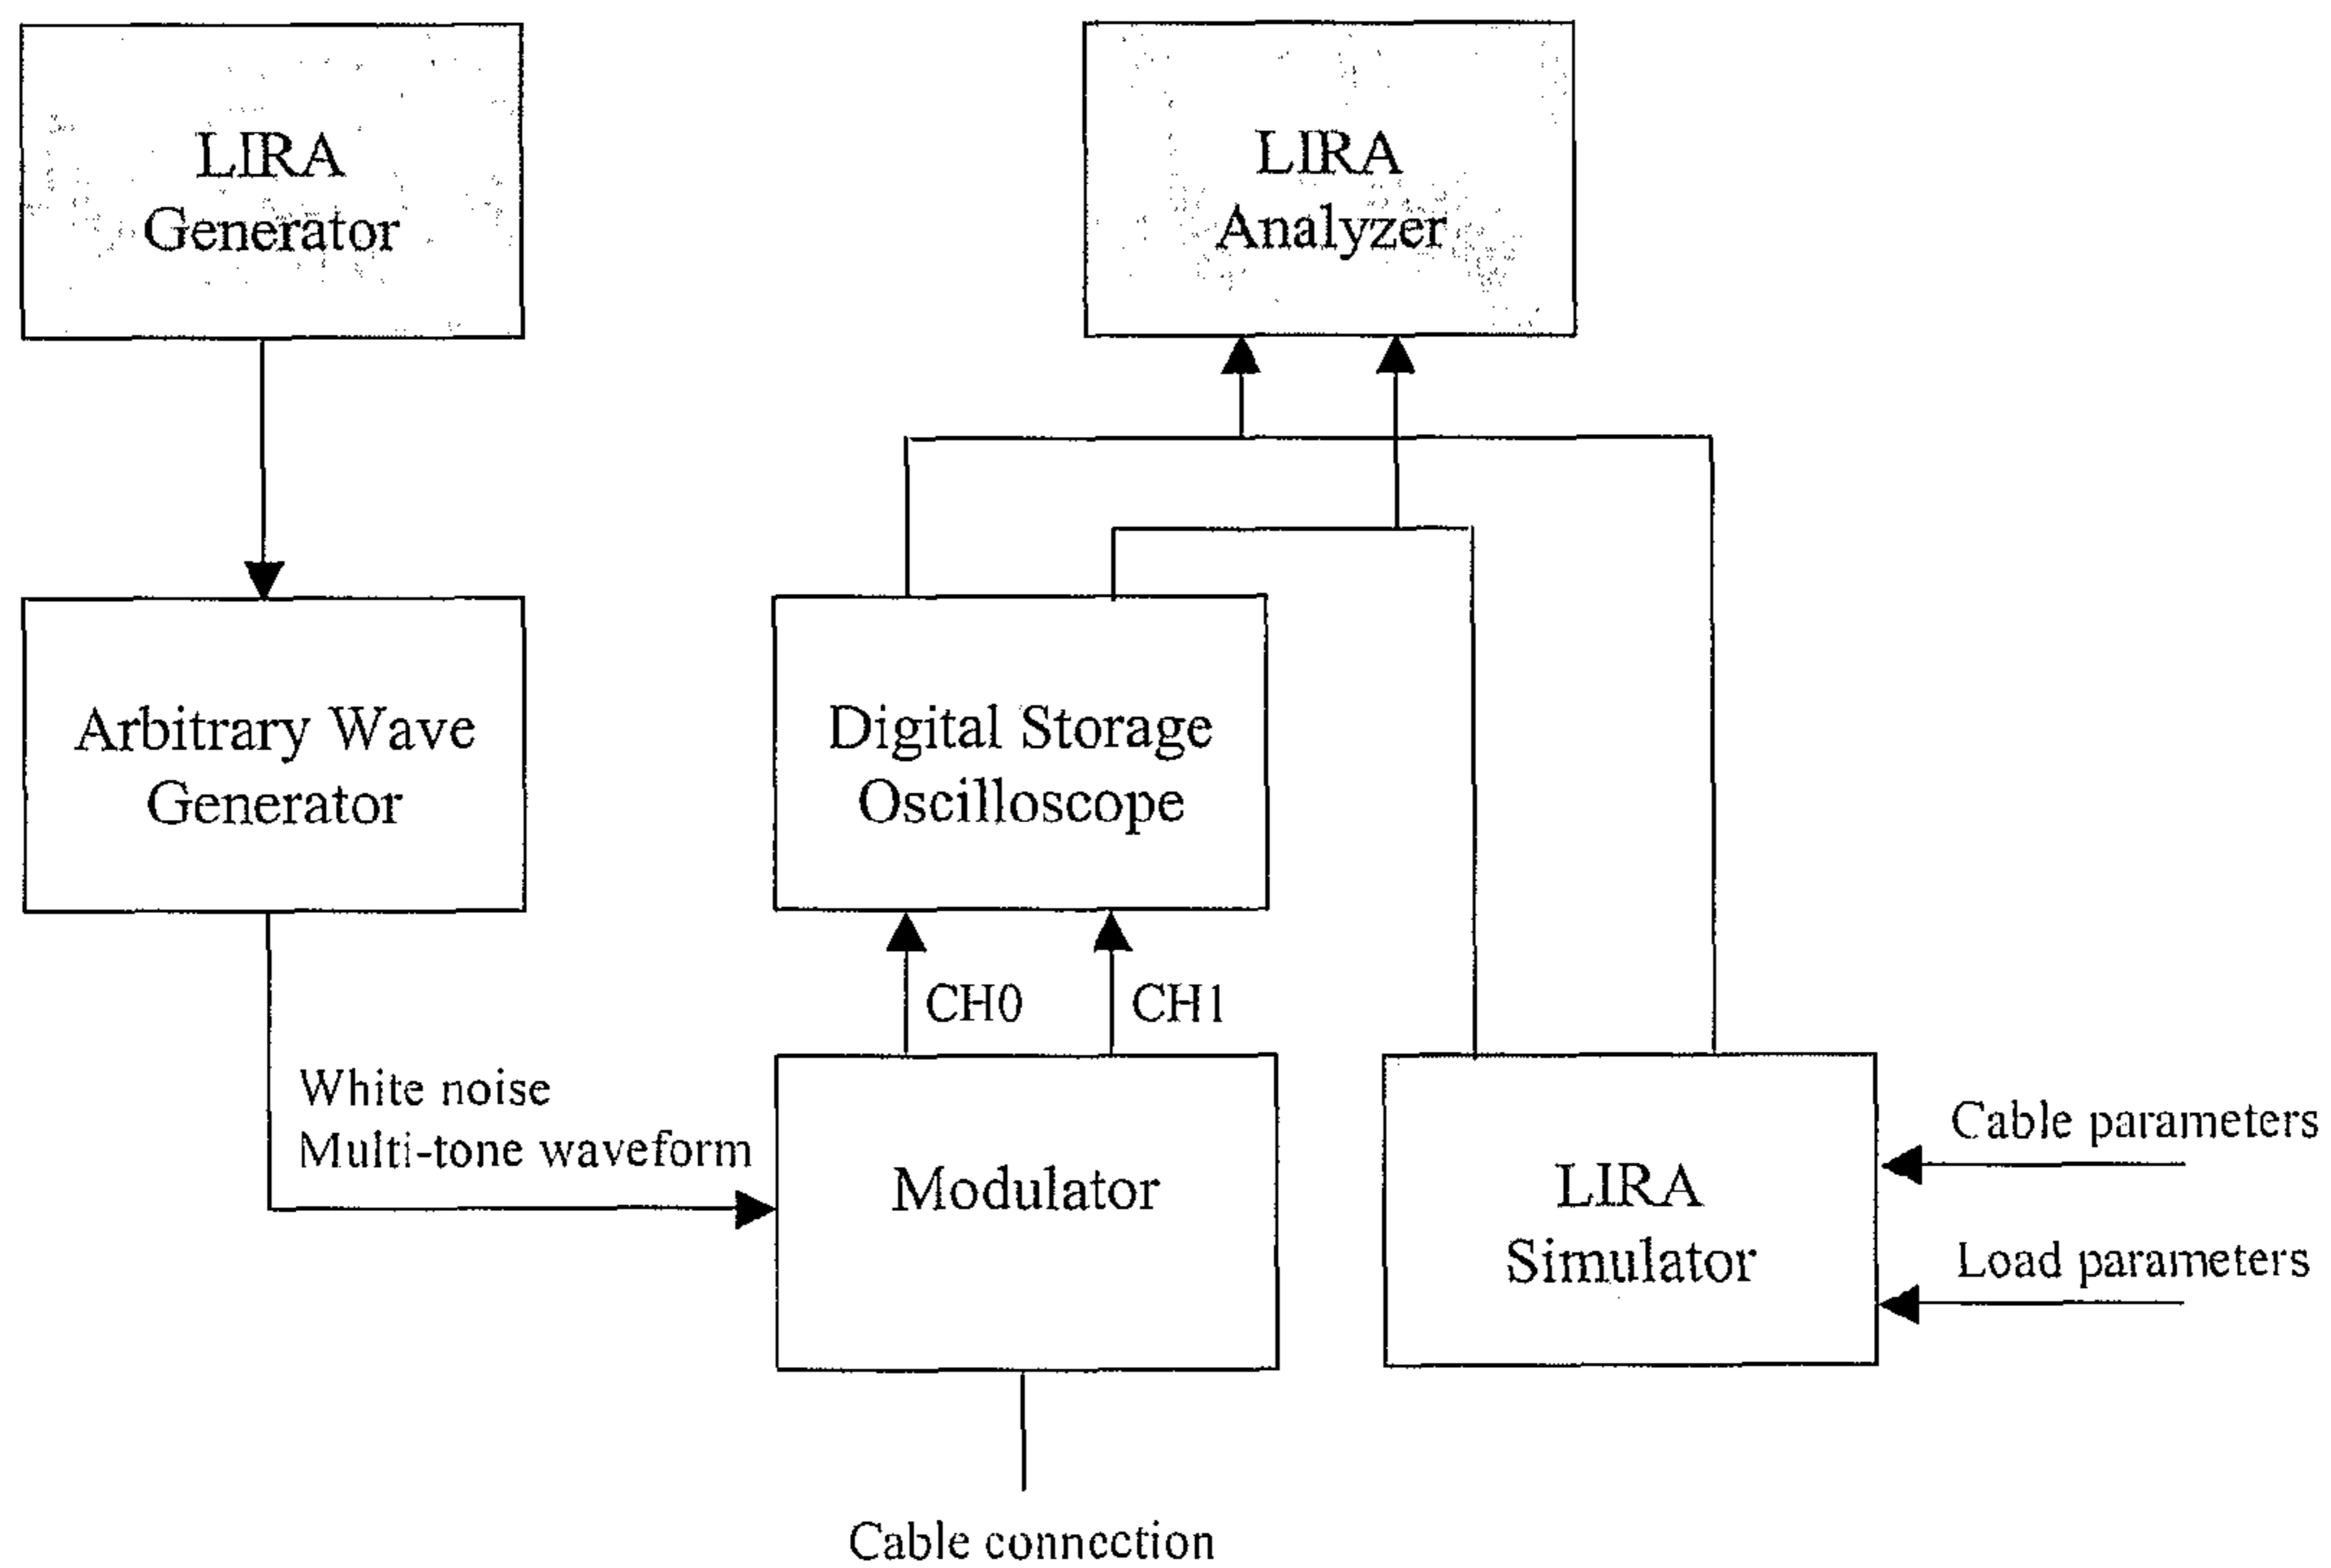 LIRA
Generator
LIRA
Analyzer
Arbitrary Wave
Generator
Digital Storage
Oscilloscope
CH0
CH1
White noise
Multi-tone waveform
Modulator
LIRA
Simulator
Cable parameters
Load parameters
Cable connection